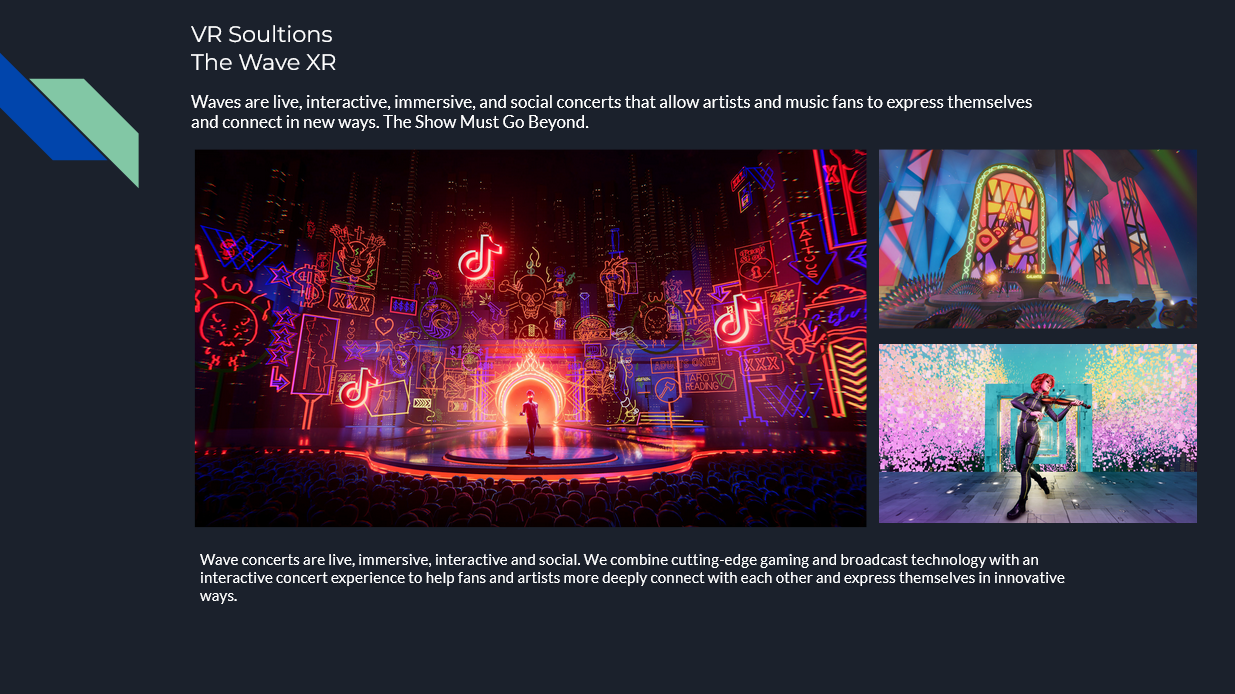 VR Soultions
The Wave XR
Waves are live, interactive, immersive, and social concerts that allow artists and music fans to express themselves
and connect in new ways. The Show Must Go Beyond.
TATTOOS
XXX
$$$$
X
XXX
TAROT
READING
Wave concerts are live, immersive, interactive and social. We combine cutting-edge gaming and broadcast technology with an
interactive concert experience to help fans and artists more deeply connect with each other and express themselves in innovative
ways.